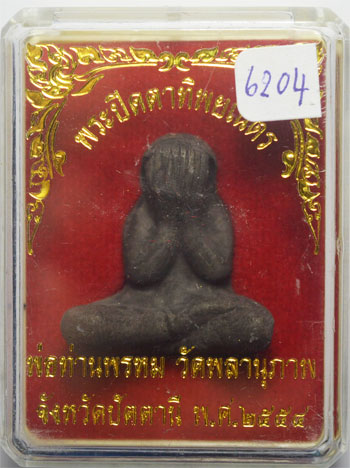 6204
พระปิดตาทิพยเนตร
พ่อท่านพรหม วัดพลานุภาพ
จังหวัดปัตตานี พ.ศ.๒๕๕๔